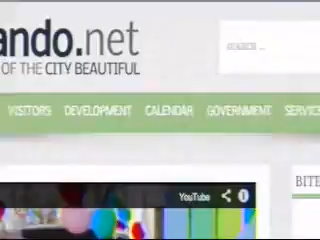 ando.net
OF THE CITY BEAUTIFUL
SEARCH ...
VISITORS DEVELOPMENT CALENDAR GOVERNMENT SERVIC
BITE
YouTube